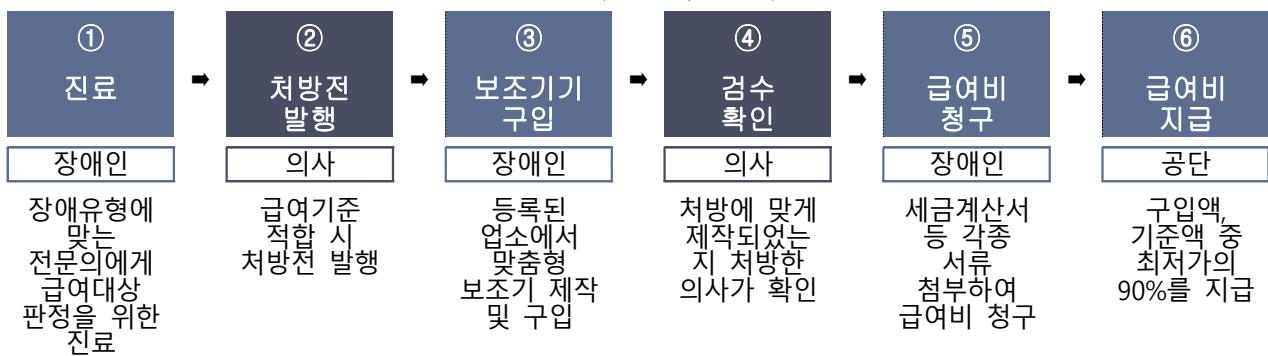 ①
진료
➡
②
처방전
발행
➡
③
보조기기
구입
➡
④
검수
확인
➡
⑤
급여비
청구
➡
⑥
급여비
지급
장애인
의사
장애인
의사
장애인
공단
장애유형에
맞는
전문의에게
급여대상
판정을 위한
진료
급여기준
적합 시
처방전 발행
등록된
업소에서
맞춤형
보조기 제작
및 구입
처방에 맞게
제작되었는
지 처방한
의사가 확인
세금계산서
등 각종
서류
첨부하여
급여비 청구
구입액,
기준액 중
최저가의
90%를 지급